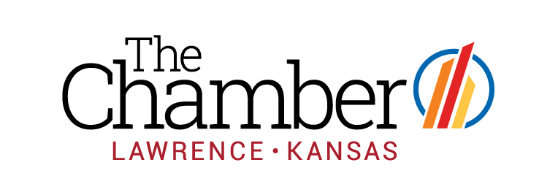 The
Chamber
LAWRENCE • KANSAS